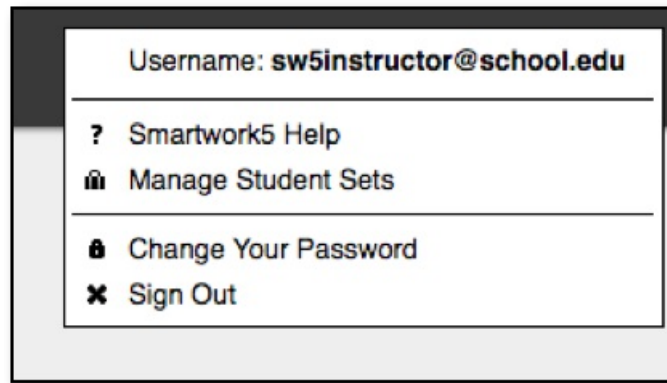 Username: sw5instructor@school.edu
? Smartwork5 Help
Manage Student Sets
Change Your Password
Sign Out